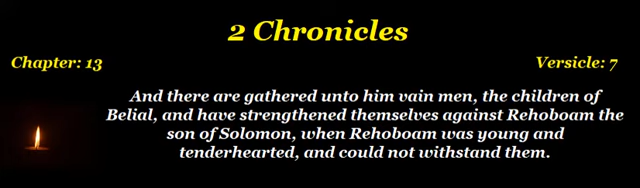 2 Chronicles
Chapter: 13
Versicle: 7
And there are gathered unto him vain men, the children of
Belial, and have strengthened themselves against Rehoboam the
son of Solomon, when Rehoboam was young and
tenderhearted, and could not withstand them.